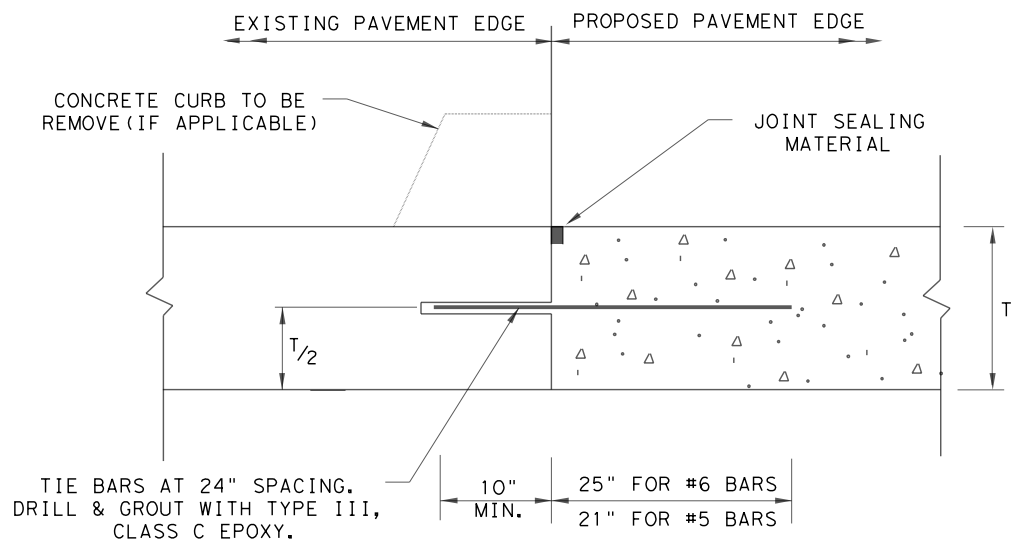 EXISTING PAVEMENT EDGE
PROPOSED PAVEMENT EDGE
CONCRETE CURB TO BE
REMOVE(IF APPLICABLE)
JOINT SEALING
MATERIAL
T/2
T
TIE BARS AT 24" SPACING.
DRILL & GROUT WITH TYPE III,
CLASS C EPOXY.
10"
MIN.
25" FOR #6 BARS
21" FOR #5 BARS